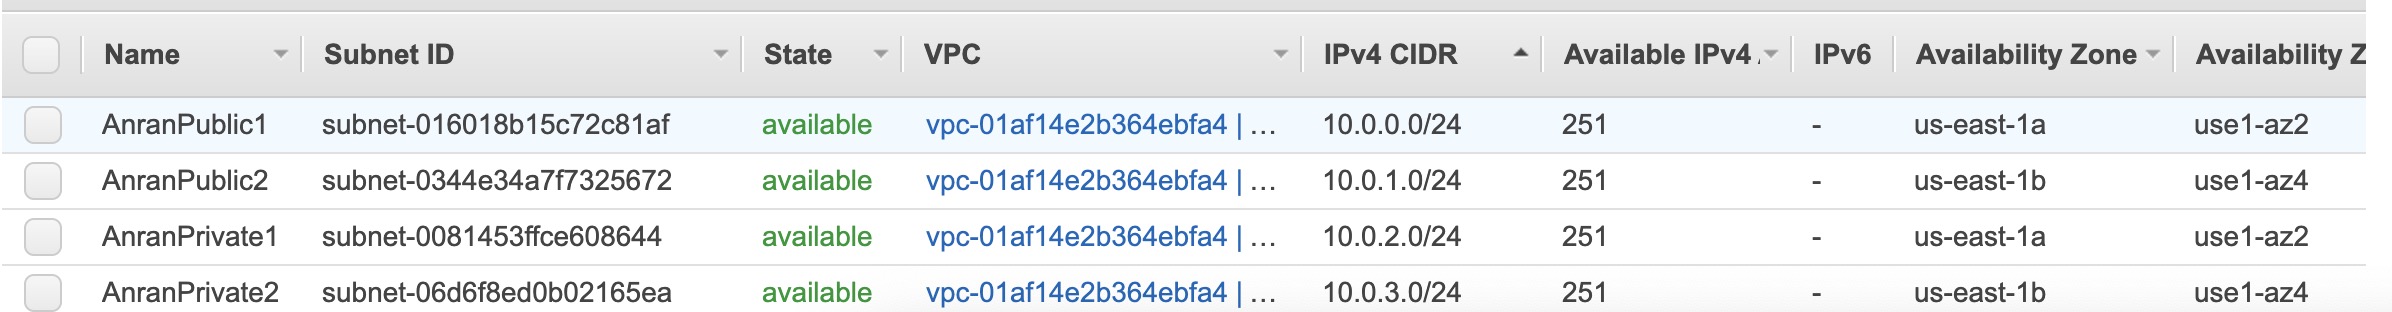 Name Subnet ID State VPC IPv4 CIDR Available IPv4 IPv6 Availability Zone Availability Z
AnranPublic1 subnet-016018b15c72c81af available vpc-01af14e2b364ebfa4 | ... 10.0.0.0/24 251 - us-east-1a use1-az2
AnranPublic2 subnet-0344e34a7f7325672 available vpc-01af14e2b364ebfa4 | ... 10.0.1.0/24 251 - us-east-1b use1-az4
AnranPrivate1 subnet-0081453ffce608644 available vpc-01af14e2b364ebfa4 | ... 10.0.2.0/24 251 - us-east-1a use1-az2
AnranPrivate2 subnet-06d6f8ed0b02165ea available vpc-01af14e2b364ebfa4 | ... 10.0.3.0/24 251 - us-east-1b use1-az4